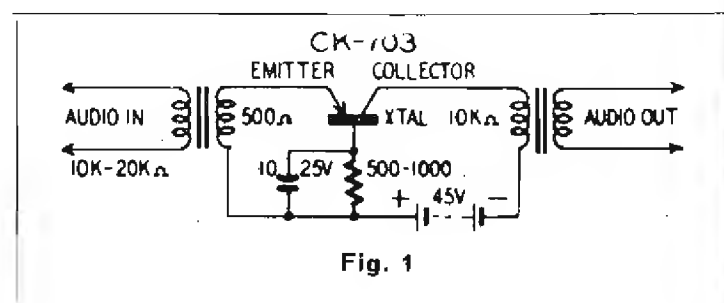 CK-703
EMITTER COLLECTOR
AUDIO IN 500Ω XTAL 10KΩ AUDIO OUT
10K-20KΩ 10 25V 500-1000
+ 45V −
Fig. 1